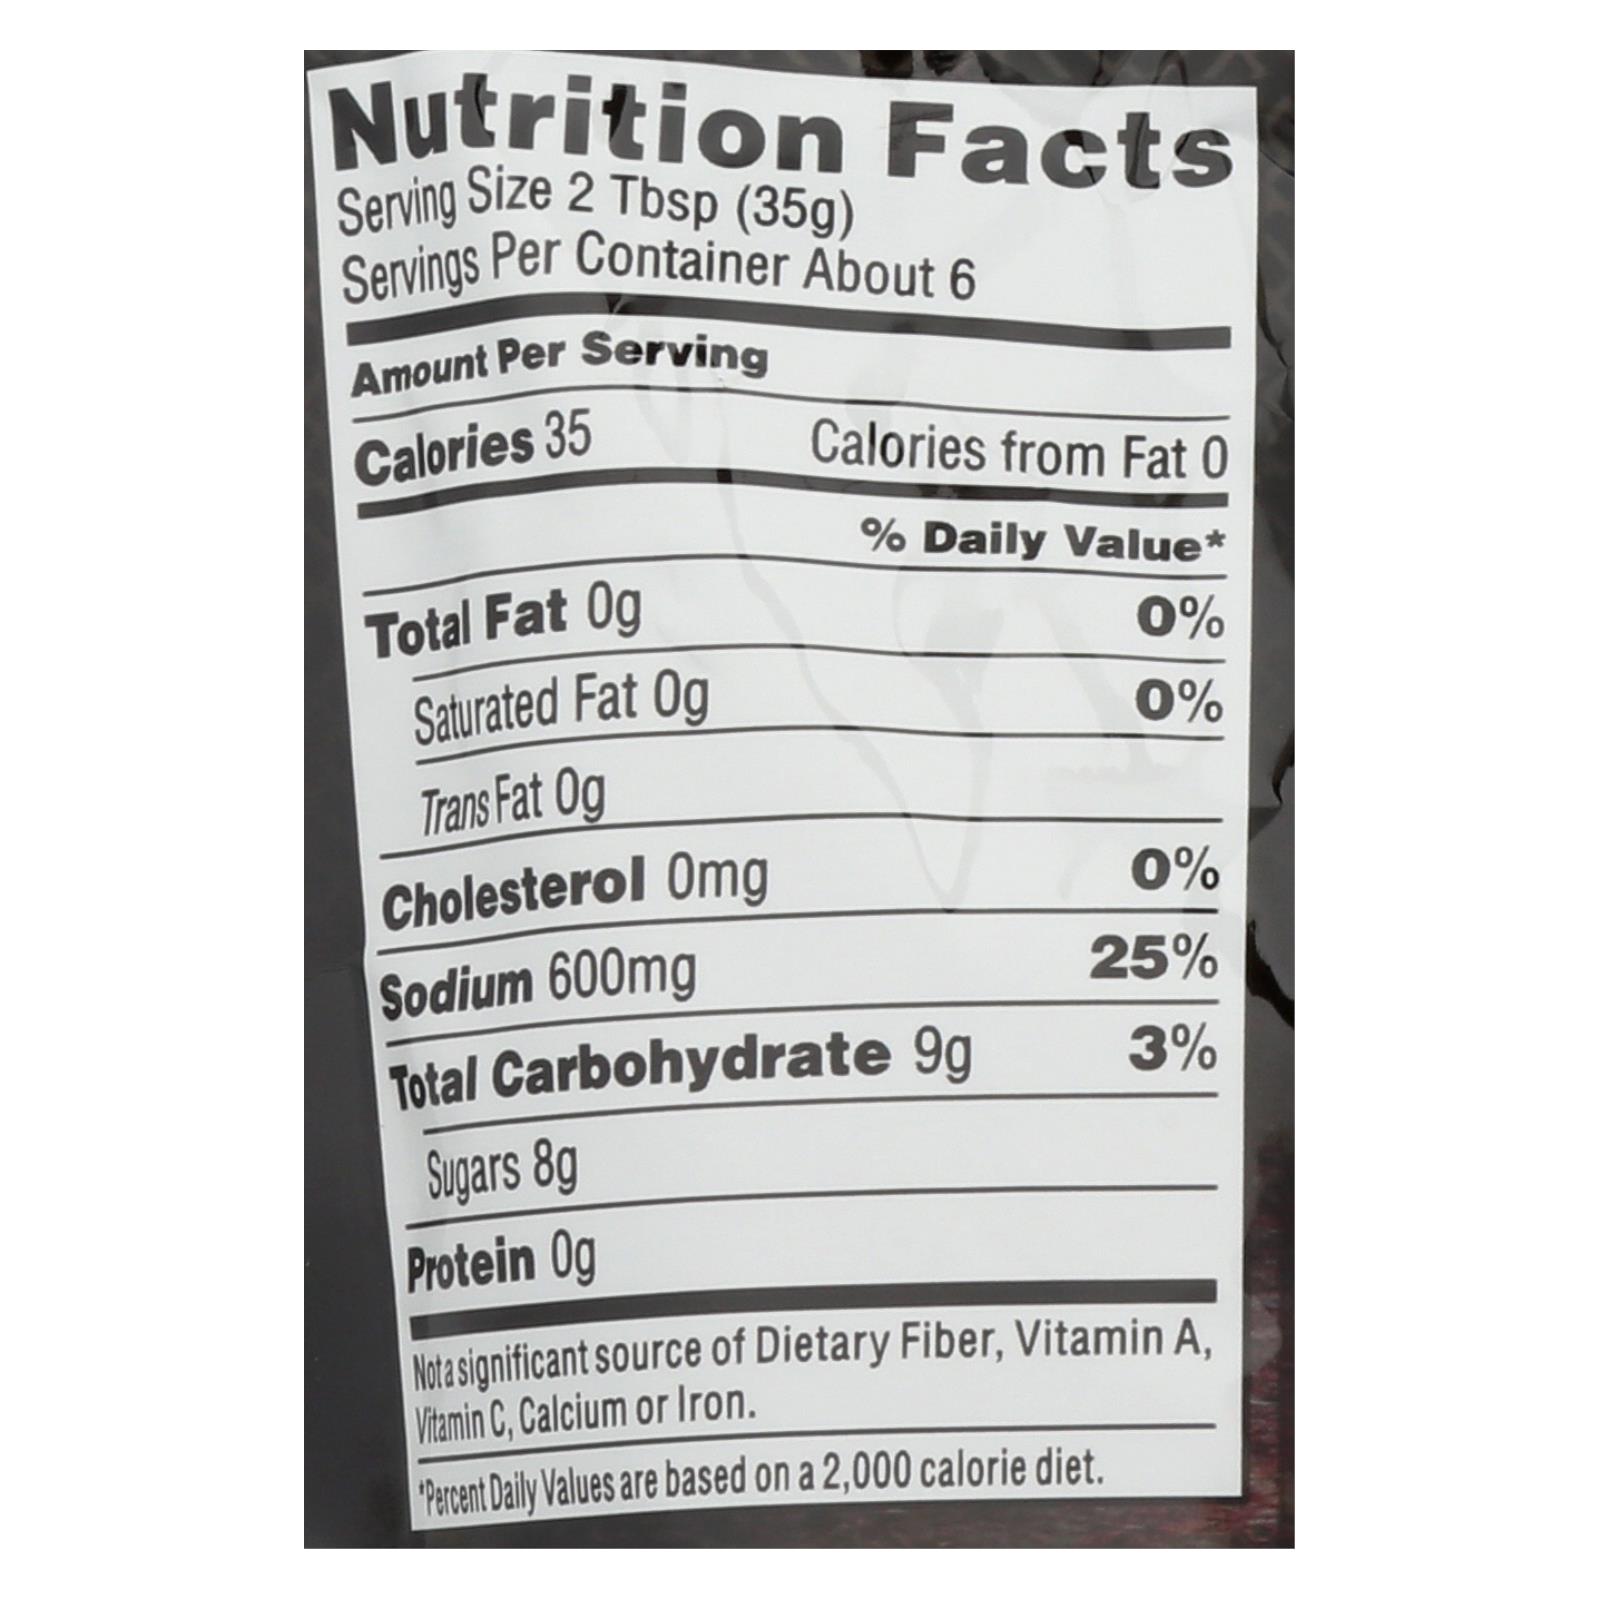 Nutrition Facts
Serving Size 2 Tbsp (35g)
Servings Per Container About 6
Amount Per Serving
Calories 35 Calories from Fat 0
% Daily Value*
Total Fat 0g 0%
Saturated Fat 0g 0%
Trans Fat 0g
Cholesterol 0mg 0%
Sodium 600mg 25%
Total Carbohydrate 9g 3%
Sugars 8g
Protein 0g
Not a significant source of Dietary Fiber, Vitamin A,
Vitamin C, Calcium or Iron.
*Percent Daily Values are based on a 2,000 calorie diet.